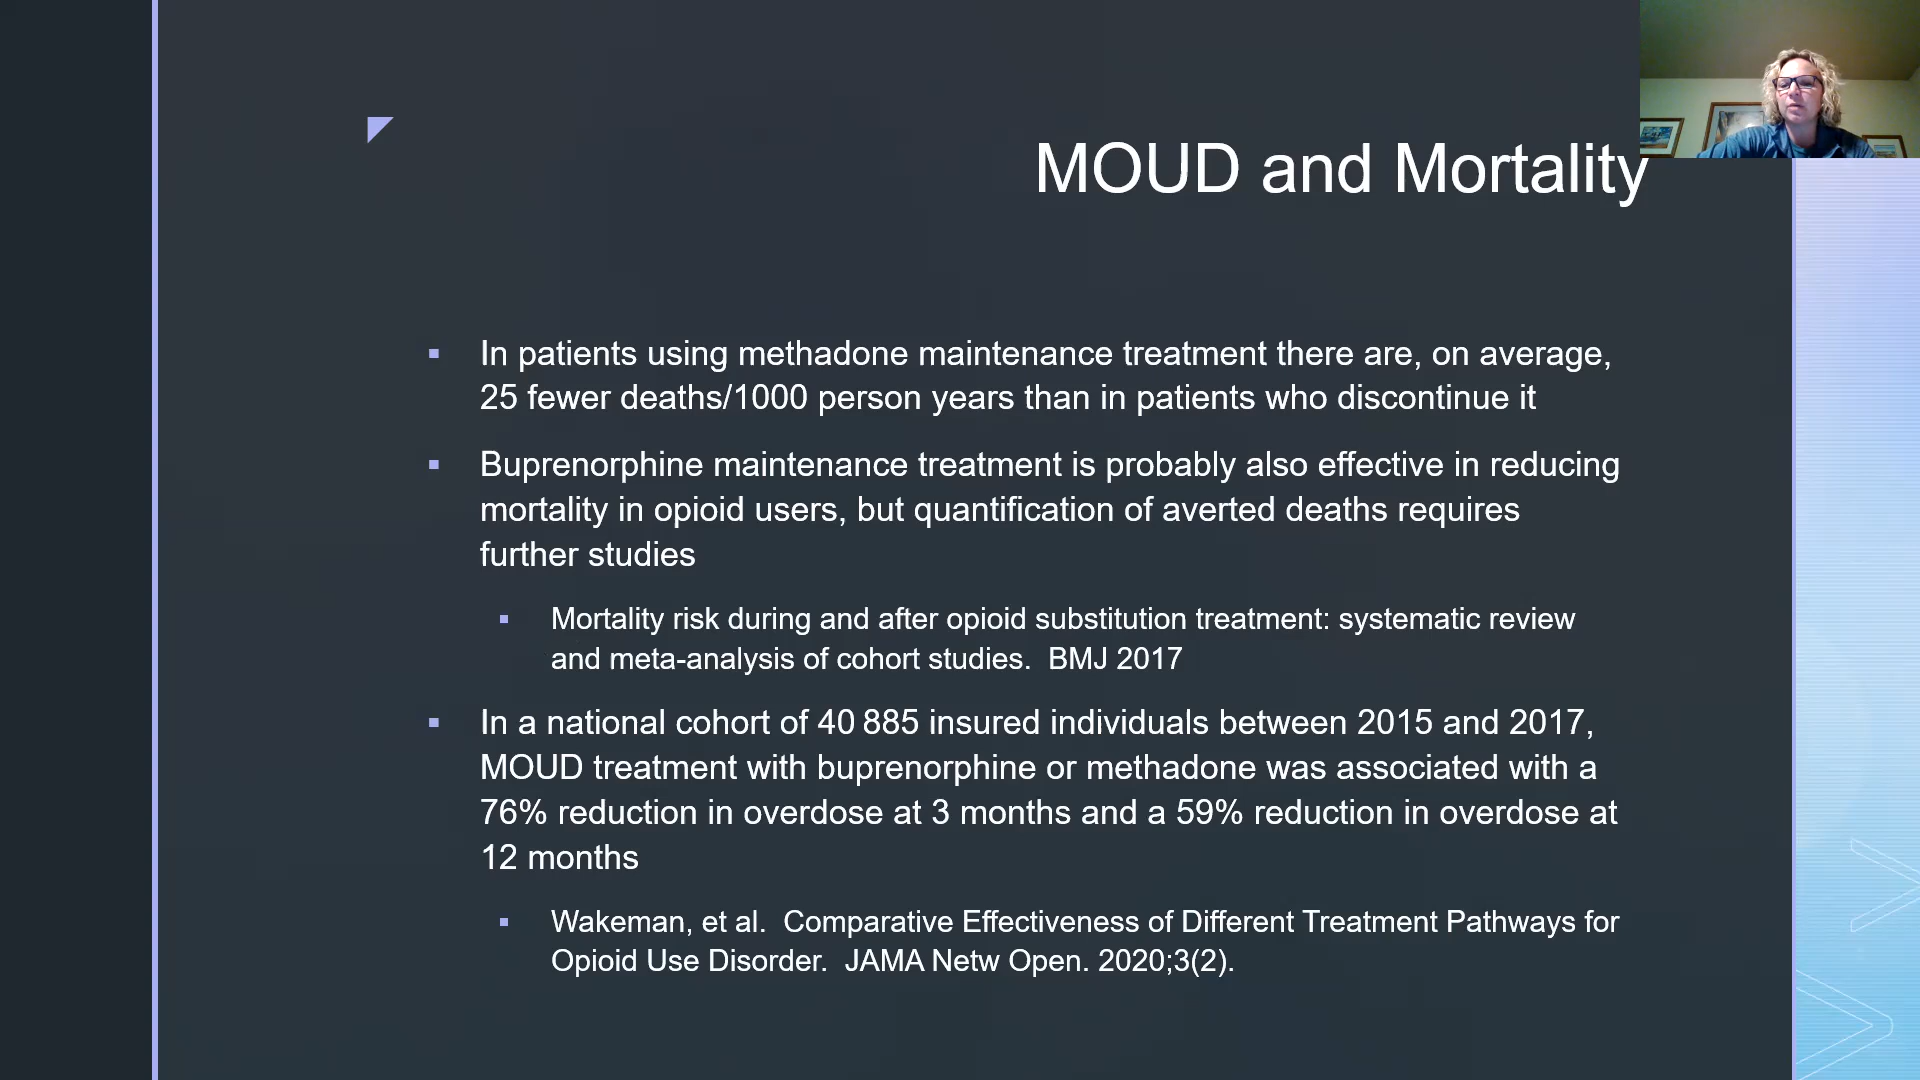 MOUD and Mortality
▪ In patients using methadone maintenance treatment there are, on average,
25 fewer deaths/1000 person years than in patients who discontinue it
▪ Buprenorphine maintenance treatment is probably also effective in reducing
mortality in opioid users, but quantification of averted deaths requires
further studies
▪ Mortality risk during and after opioid substitution treatment: systematic review
and meta-analysis of cohort studies.  BMJ 2017
▪ In a national cohort of 40 885 insured individuals between 2015 and 2017,
MOUD treatment with buprenorphine or methadone was associated with a
76% reduction in overdose at 3 months and a 59% reduction in overdose at
12 months
▪ Wakeman, et al.  Comparative Effectiveness of Different Treatment Pathways for
Opioid Use Disorder.  JAMA Netw Open. 2020;3(2).